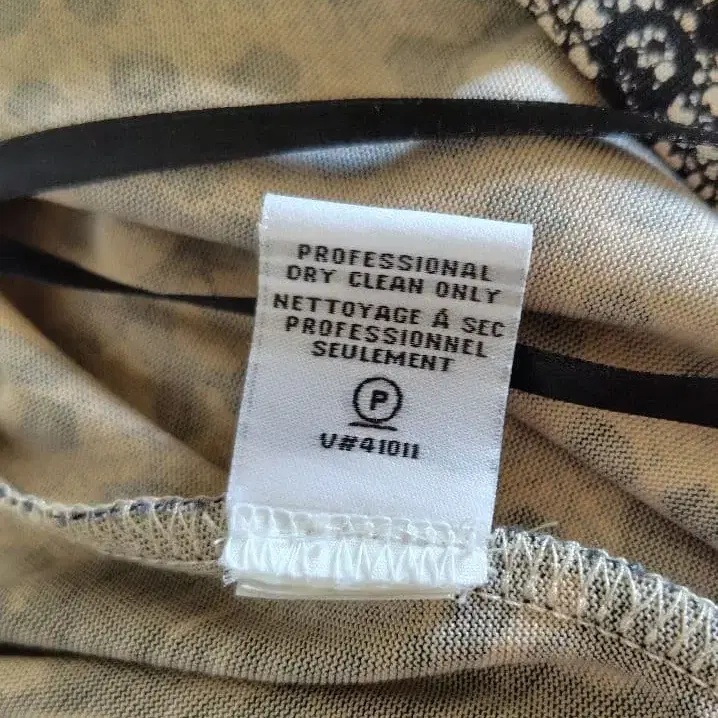 PROFESSIONAL
DRY CLEAN ONLY
NETTOYAGE À SEC
PROFESSIONNEL
SEULEMENT
P
V#41011